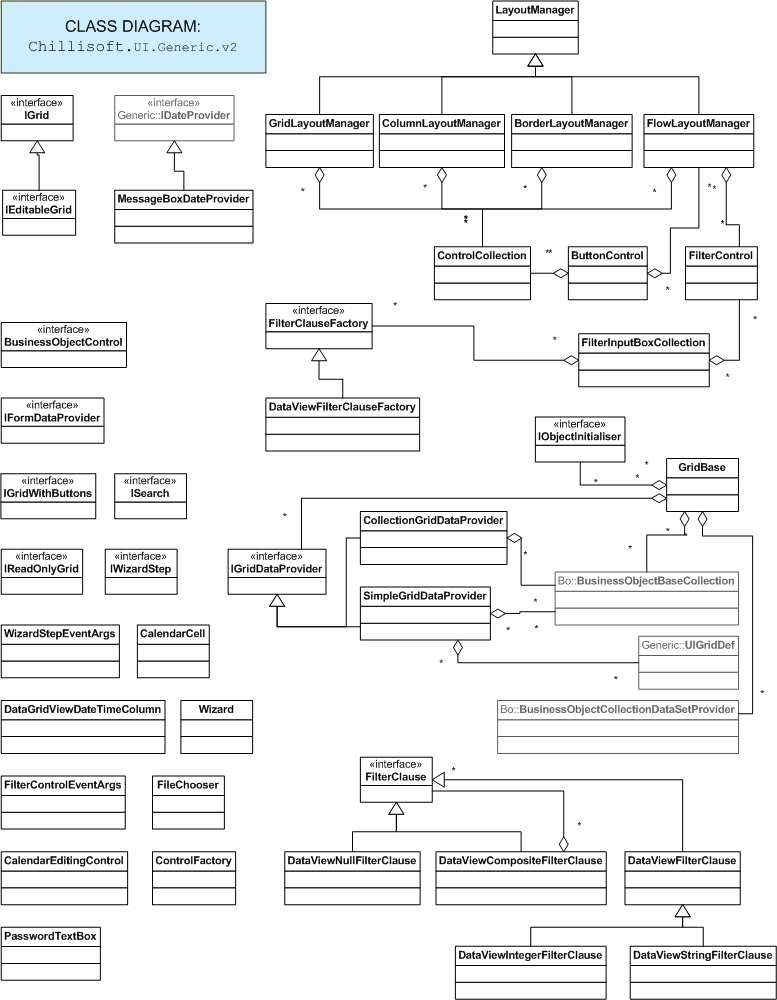 CLASS DIAGRAM:
Chillisoft.UI.Generic.v2
LayoutManager
«interface»
IGrid
«interface»
Generic::IDateProvider
GridLayoutManager
ColumnLayoutManager
BorderLayoutManager
FlowLayoutManager
«interface»
IEditableGrid
MessageBoxDateProvider
*
*
*
*
**
*
*
*
ControlCollection
**
ButtonControl
*
FilterControl
*
«interface»
FilterClauseFactory
*
«interface»
BusinessObjectControl
*
FilterInputBoxCollection
*
DataViewFilterClauseFactory
«interface»
IFormDataProvider
«interface»
IObjectInitialiser
*
*
*
GridBase
«interface»
IGridWithButtons
«interface»
ISearch
*
CollectionGridDataProvider
*
*
*
«interface»
IReadOnlyGrid
«interface»
IWizardStep
«interface»
IGridDataProvider
Bo::BusinessObjectBaseCollection
SimpleGridDataProvider
*
*
*
WizardStepEventArgs
CalendarCell
Generic::UIGridDef
*
*
*
DataGridViewDateTimeColumn
Wizard
Bo::BusinessObjectCollectionDataSetProvider
«interface»
FilterClause
*
FilterControlEventArgs
FileChooser
*
CalendarEditingControl
ControlFactory
DataViewNullFilterClause
DataViewCompositeFilterClause
DataViewFilterClause
PasswordTextBox
DataViewIntegerFilterClause
DataViewStringFilterClause